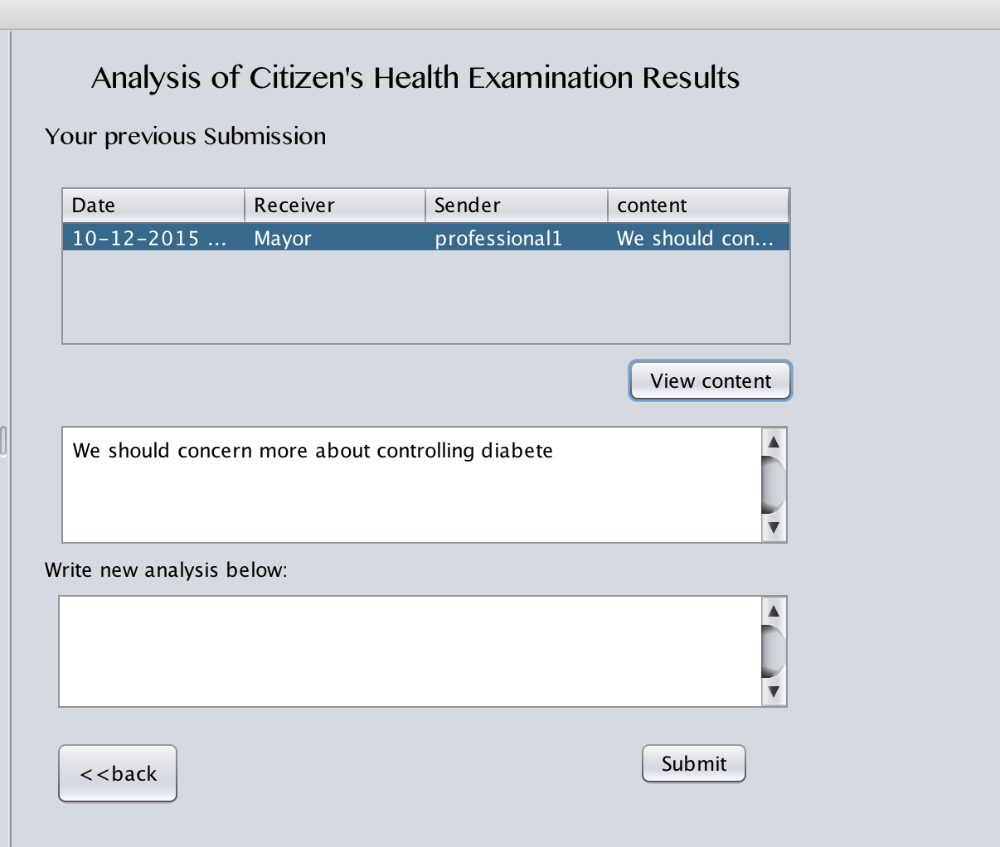 Analysis of Citizen's Health Examination Results
Your previous Submission
Date Receiver Sender content
10-12-2015 ... Mayor professional1 We should con...
View content
We should concern more about controlling diabete
Write new analysis below:
<<back Submit